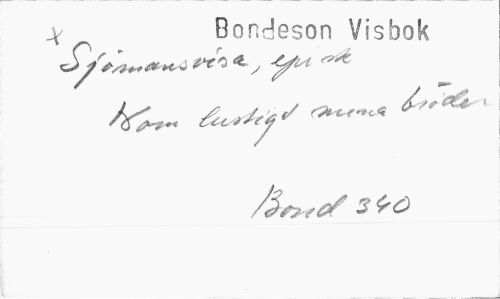 Bondeson Visbok
x Sjömansvisa, episk
Kom lustigt mina bröder
Bond 340